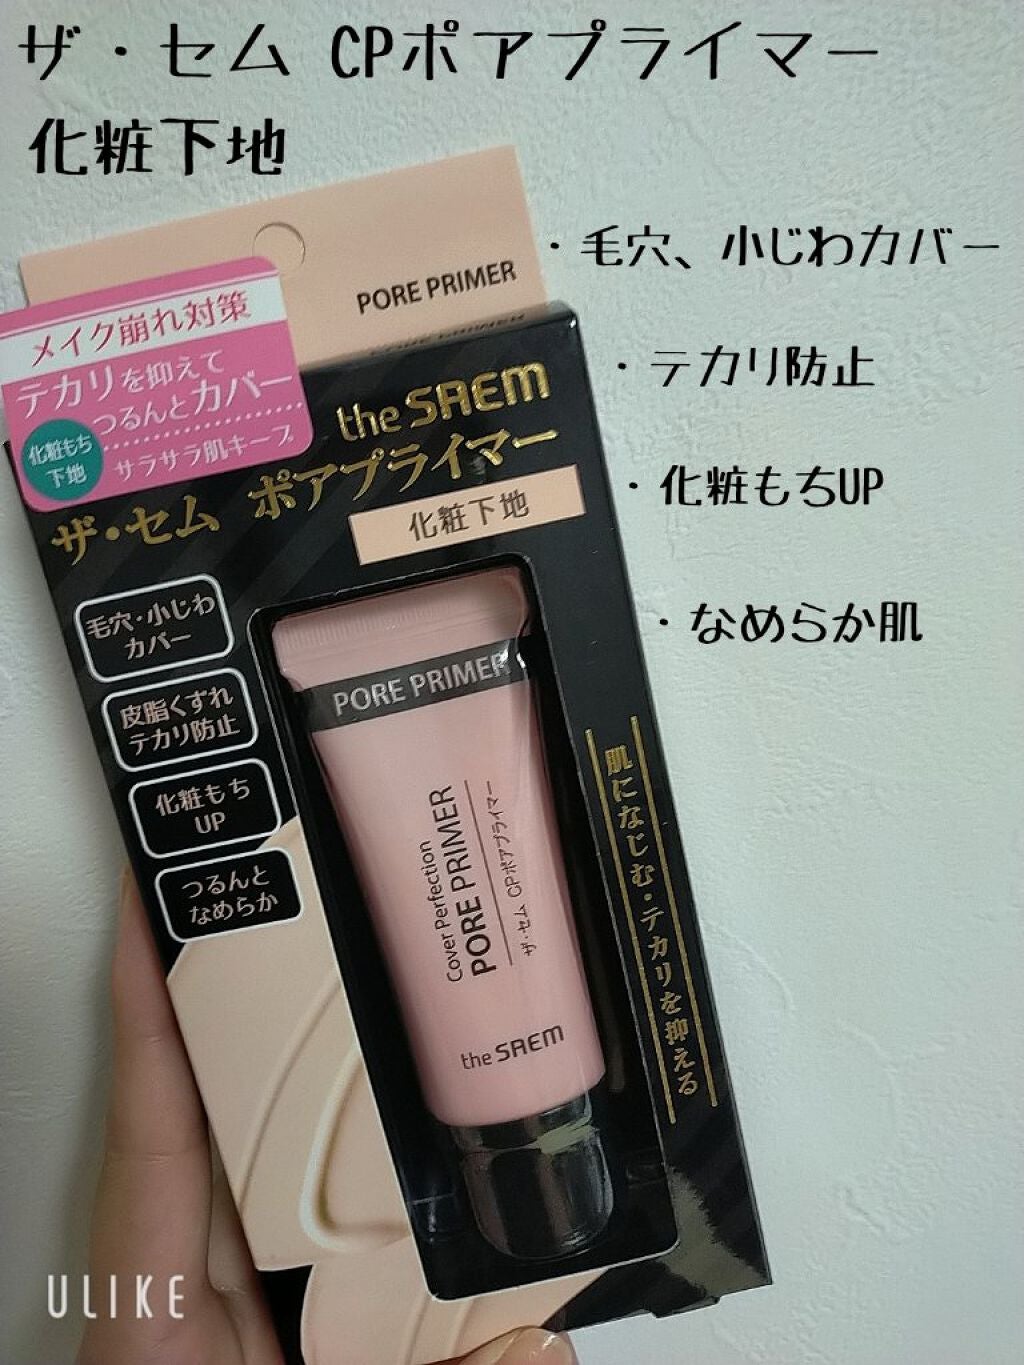 ザ・セム CPポアプライマー
化粧下地
・毛穴、小じわカバー
・テカリ防止
・化粧もちUP
・なめらか肌
PORE PRIMER
メイク崩れ対策
テカリを抑えて
つるんとカバー
化粧もち
下地
サラサラ肌キープ
the SAEM
ザ・セム ポアプライマー
化粧下地
毛穴・小じわ
カバー
皮脂くずれ
テカリ防止
化粧もち
UP
つるんと
なめらか
PORE PRIMER
Cover Perfection
PORE PRIMER
ザ・セム CPポアプライマー
the SAEM
肌になじむ・テカリを抑える
ULIKE